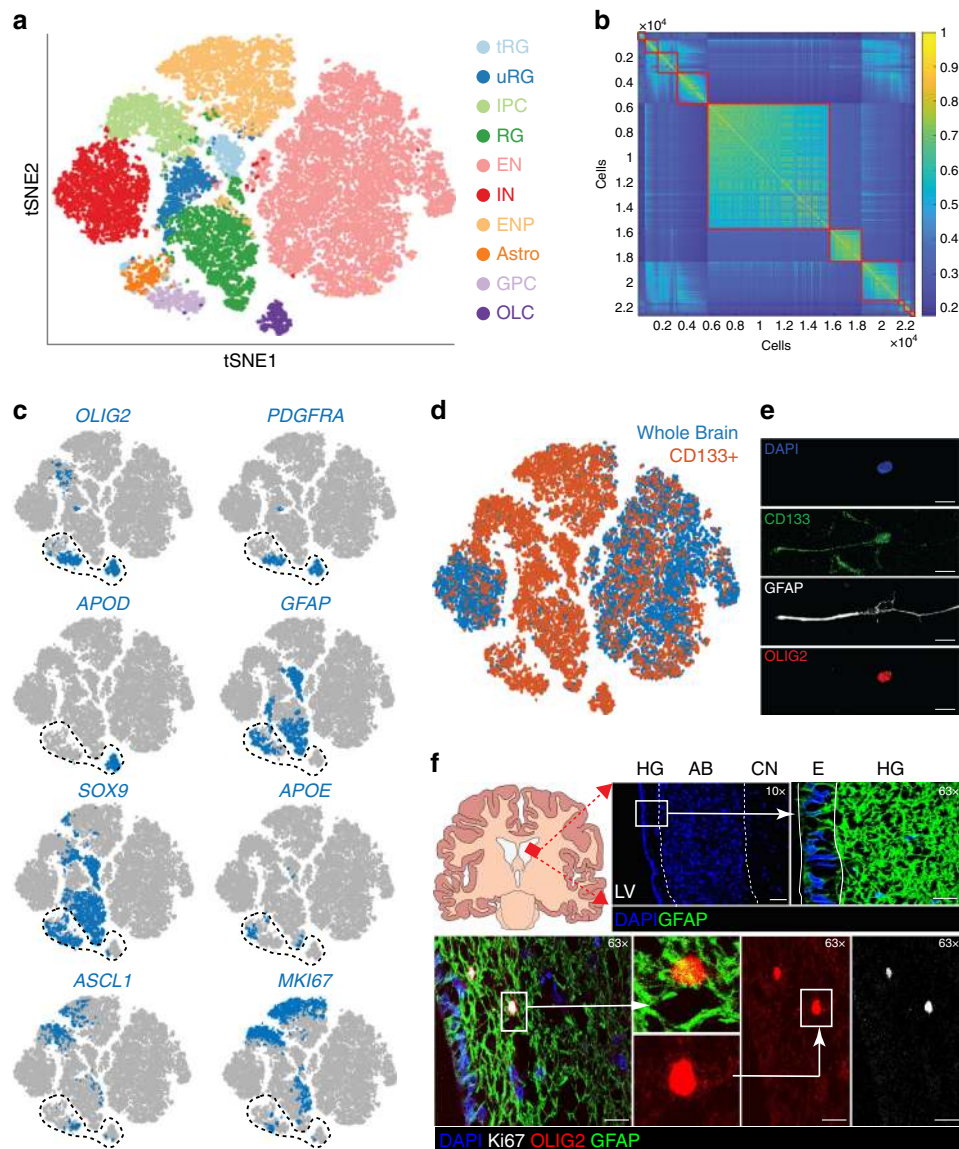 a
tSNE2
tSNE1
tRG
uRG
IPC
RG
EN
IN
ENP
Astro
GPC
OLC
b
×10⁴
0.2
0.4
0.6
0.8
1
1.2
1.4
1.6
1.8
2
2.2
Cells
0.2 0.4 0.6 0.8 1 1.2 1.4 1.6 1.8 2 2.2
Cells
×10⁴
1
0.9
0.8
0.7
0.6
0.5
0.4
0.3
0.2
c
OLIG2 PDGFRA
APOD GFAP
SOX9 APOE
ASCL1 MKI67
d
Whole Brain
CD133+
e
DAPI
CD133
GFAP
OLIG2
f
HG AB CN E HG
10× 63×
LV
DAPIGFAP
63× 63× 63×
DAPI Ki67 OLIG2 GFAP